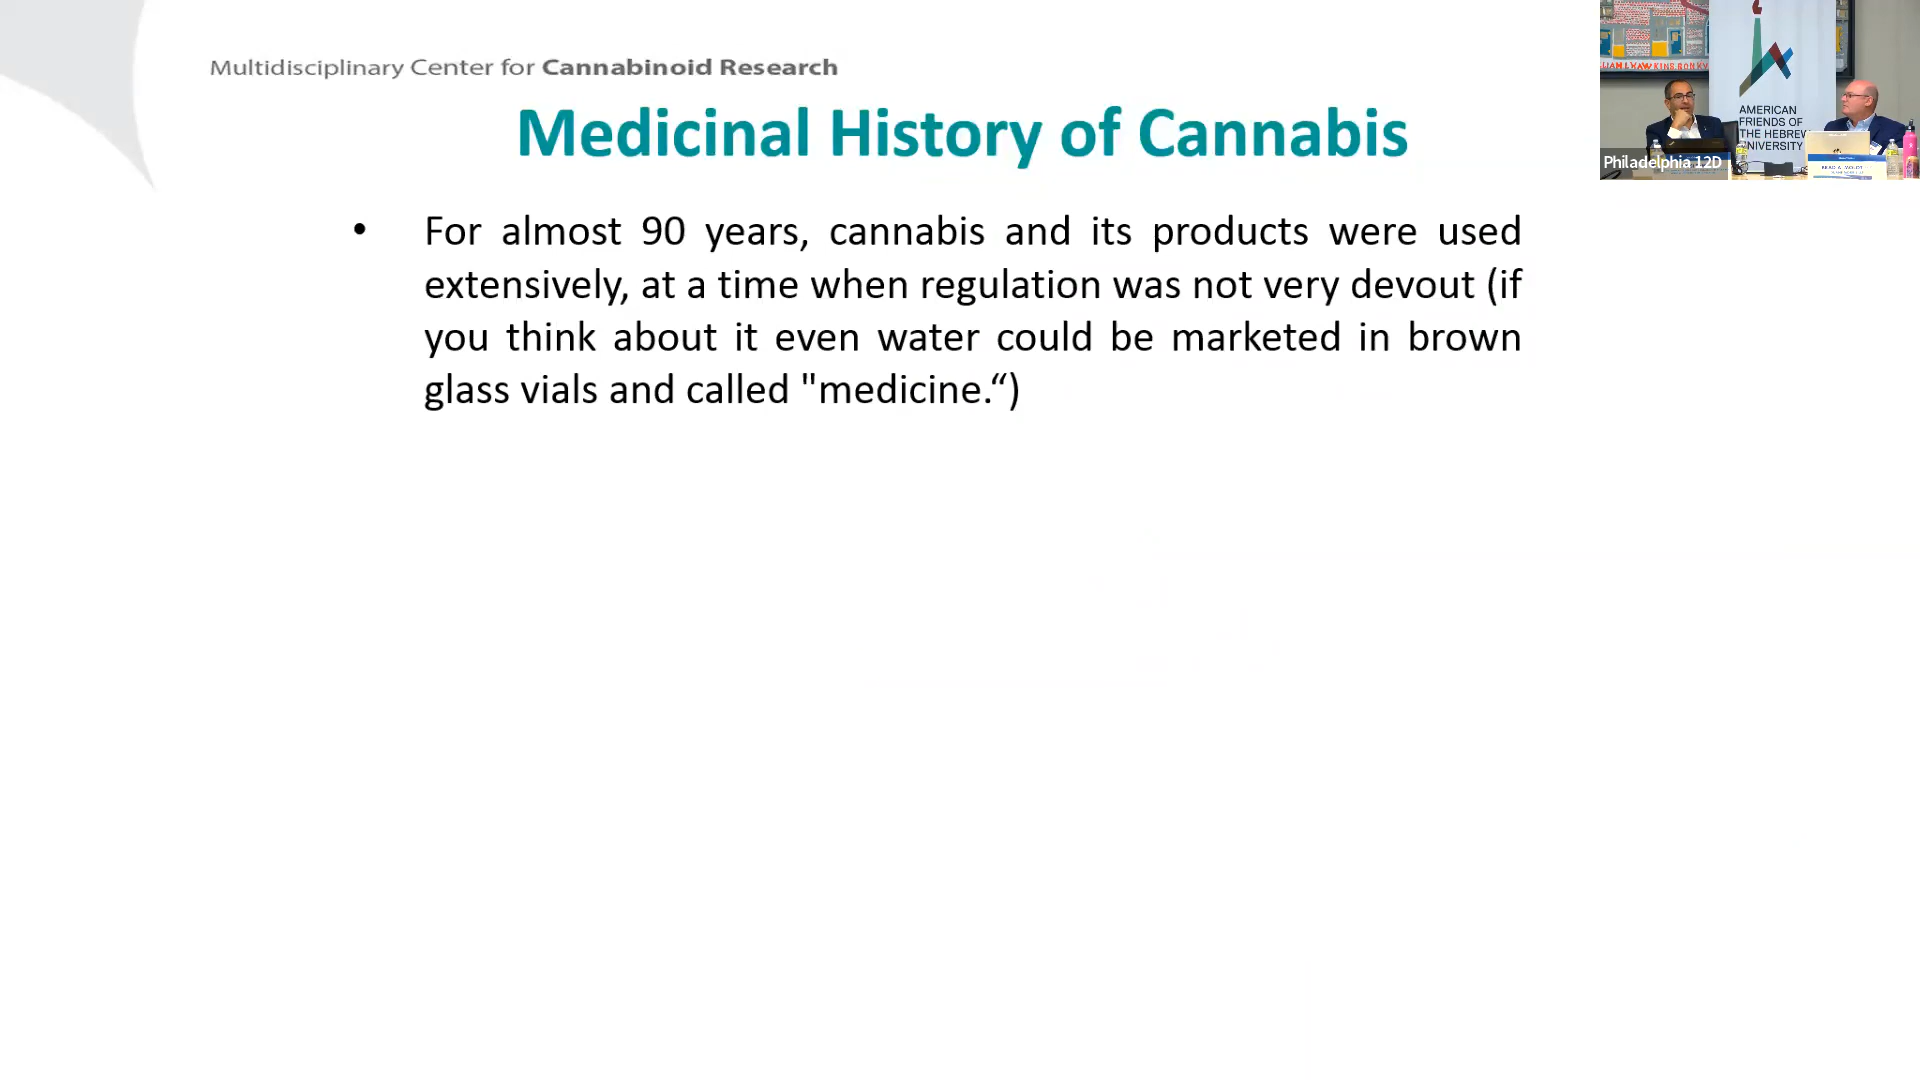 Multidisciplinary Center for Cannabinoid Research
Medicinal History of Cannabis
• For almost 90 years, cannabis and its products were used
extensively, at a time when regulation was not very devout (if
you think about it even water could be marketed in brown
glass vials and called "medicine.“)
AMERICAN
FRIENDS OF
THE HEBREW
UNIVERSITY
Philadelphia 12D